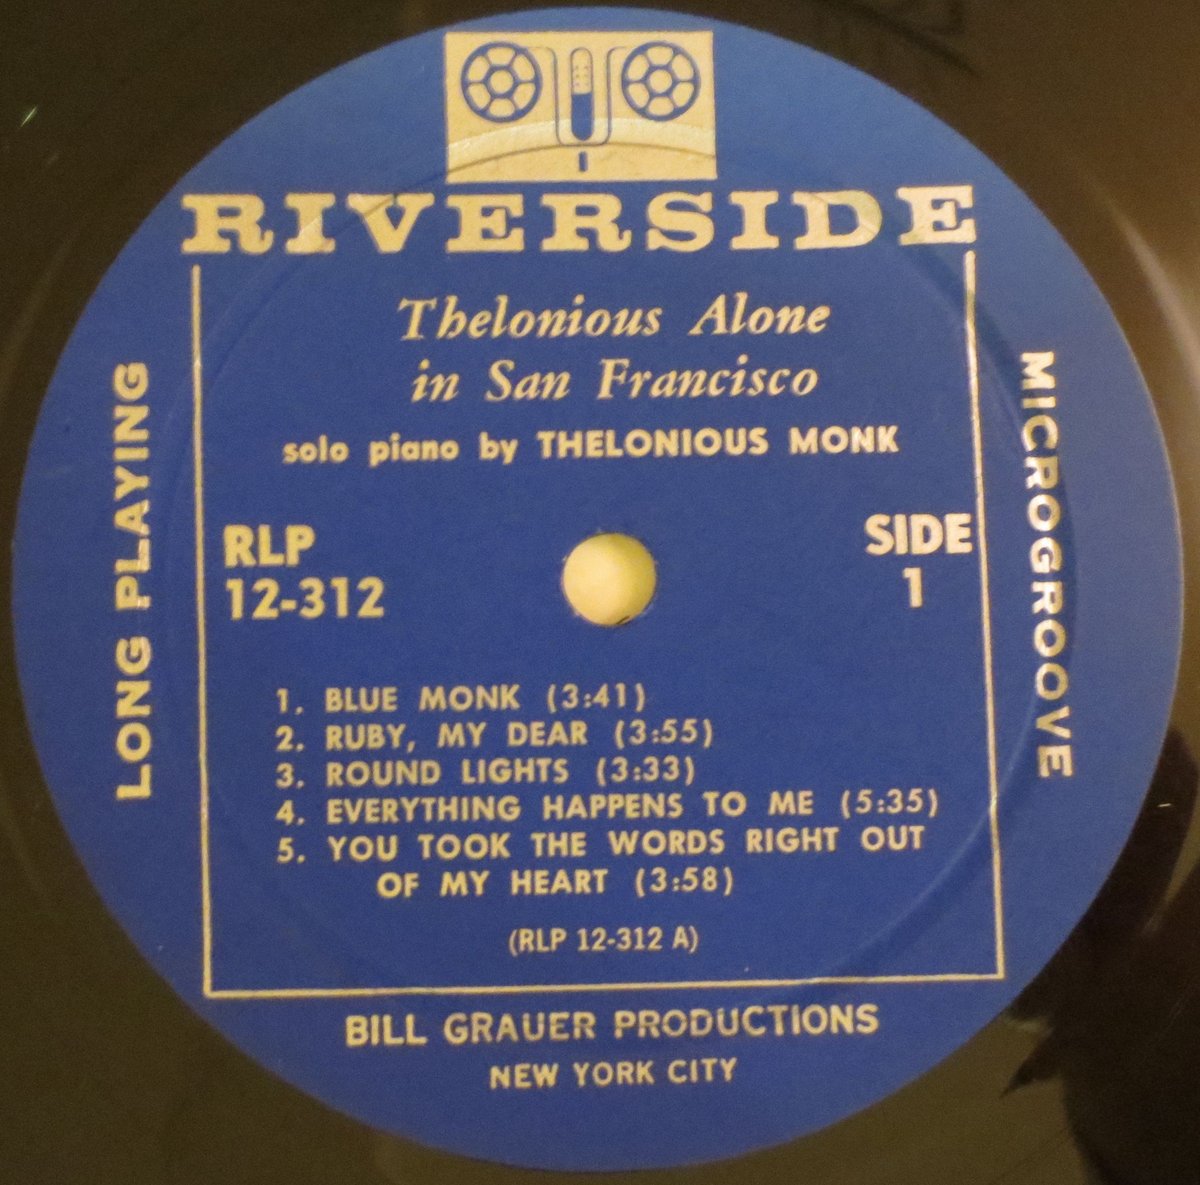 RIVERSIDE
Thelonious Alone
in San Francisco
solo piano by THELONIOUS MONK
LONG PLAYING
MICROGROOVE
RLP
12-312
SIDE
1
1. BLUE MONK (3:41)
2. RUBY, MY DEAR (3:55)
3. ROUND LIGHTS (3:33)
4. EVERYTHING HAPPENS TO ME (5:35)
5. YOU TOOK THE WORDS RIGHT OUT
OF MY HEART (3:58)
(RLP 12-312 A)
BILL GRAUER PRODUCTIONS
NEW YORK CITY